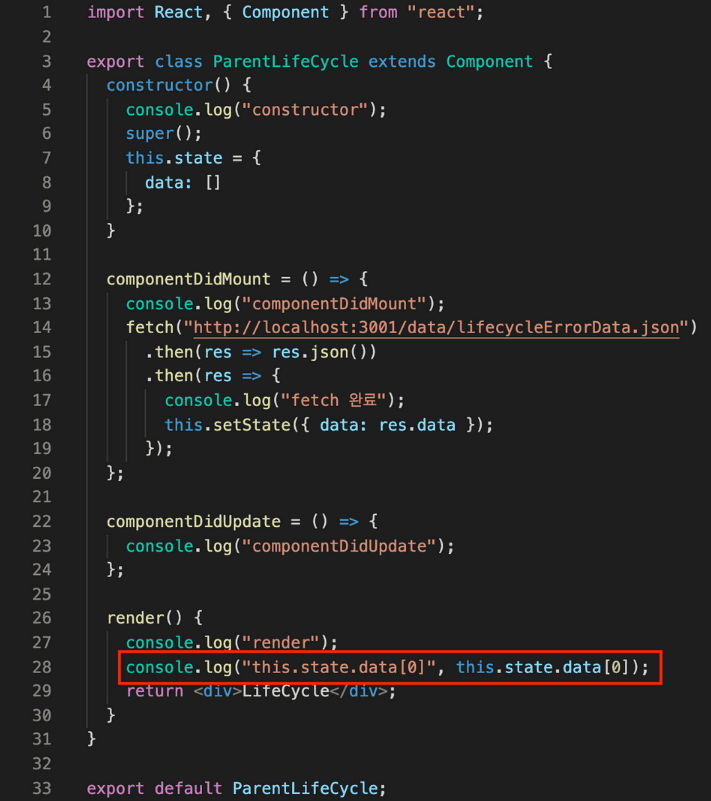 1 import React, { Component } from "react";
2
3 export class ParentLifeCycle extends Component {
4 constructor() {
5 console.log("constructor");
6 super();
7 this.state = {
8 data: []
9 };
10 }
11
12 componentDidMount = () => {
13 console.log("componentDidMount");
14 fetch("http://localhost:3001/data/lifecycleErrorData.json")
15 .then(res => res.json())
16 .then(res => {
17 console.log("fetch 완료");
18 this.setState({ data: res.data });
19 });
20 };
21
22 componentDidUpdate = () => {
23 console.log("componentDidUpdate");
24 };
25
26 render() {
27 console.log("render");
28 console.log("this.state.data[0]", this.state.data[0]);
29 return <div>LifeCycle</div>;
30 }
31 }
32
33 export default ParentLifeCycle;